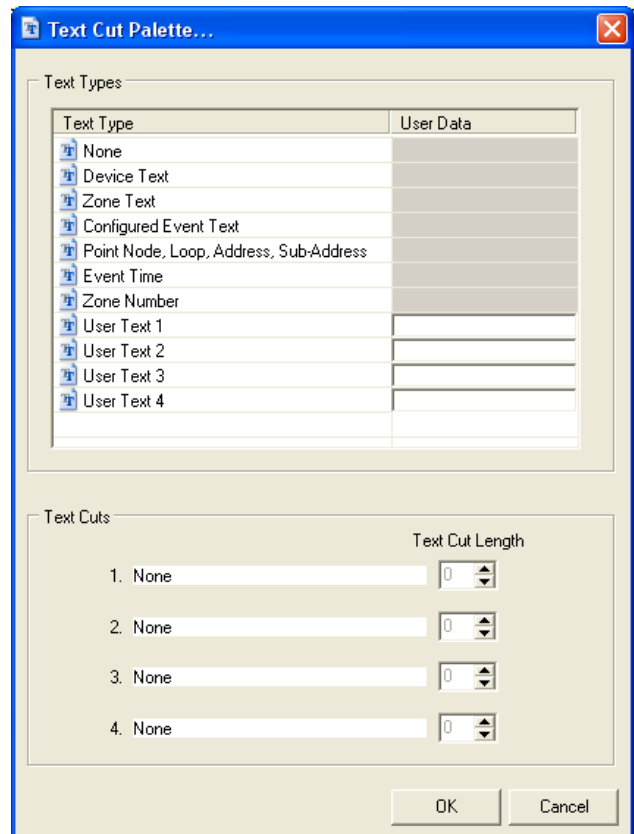 Text Cut Palette...
Text Types
Text Type User Data
None
Device Text
Zone Text
Configured Event Text
Point Node, Loop, Address, Sub-Address
Event Time
Zone Number
User Text 1
User Text 2
User Text 3
User Text 4
Text Cuts
Text Cut Length
1. None 0
2. None 0
3. None 0
4. None 0
OK Cancel